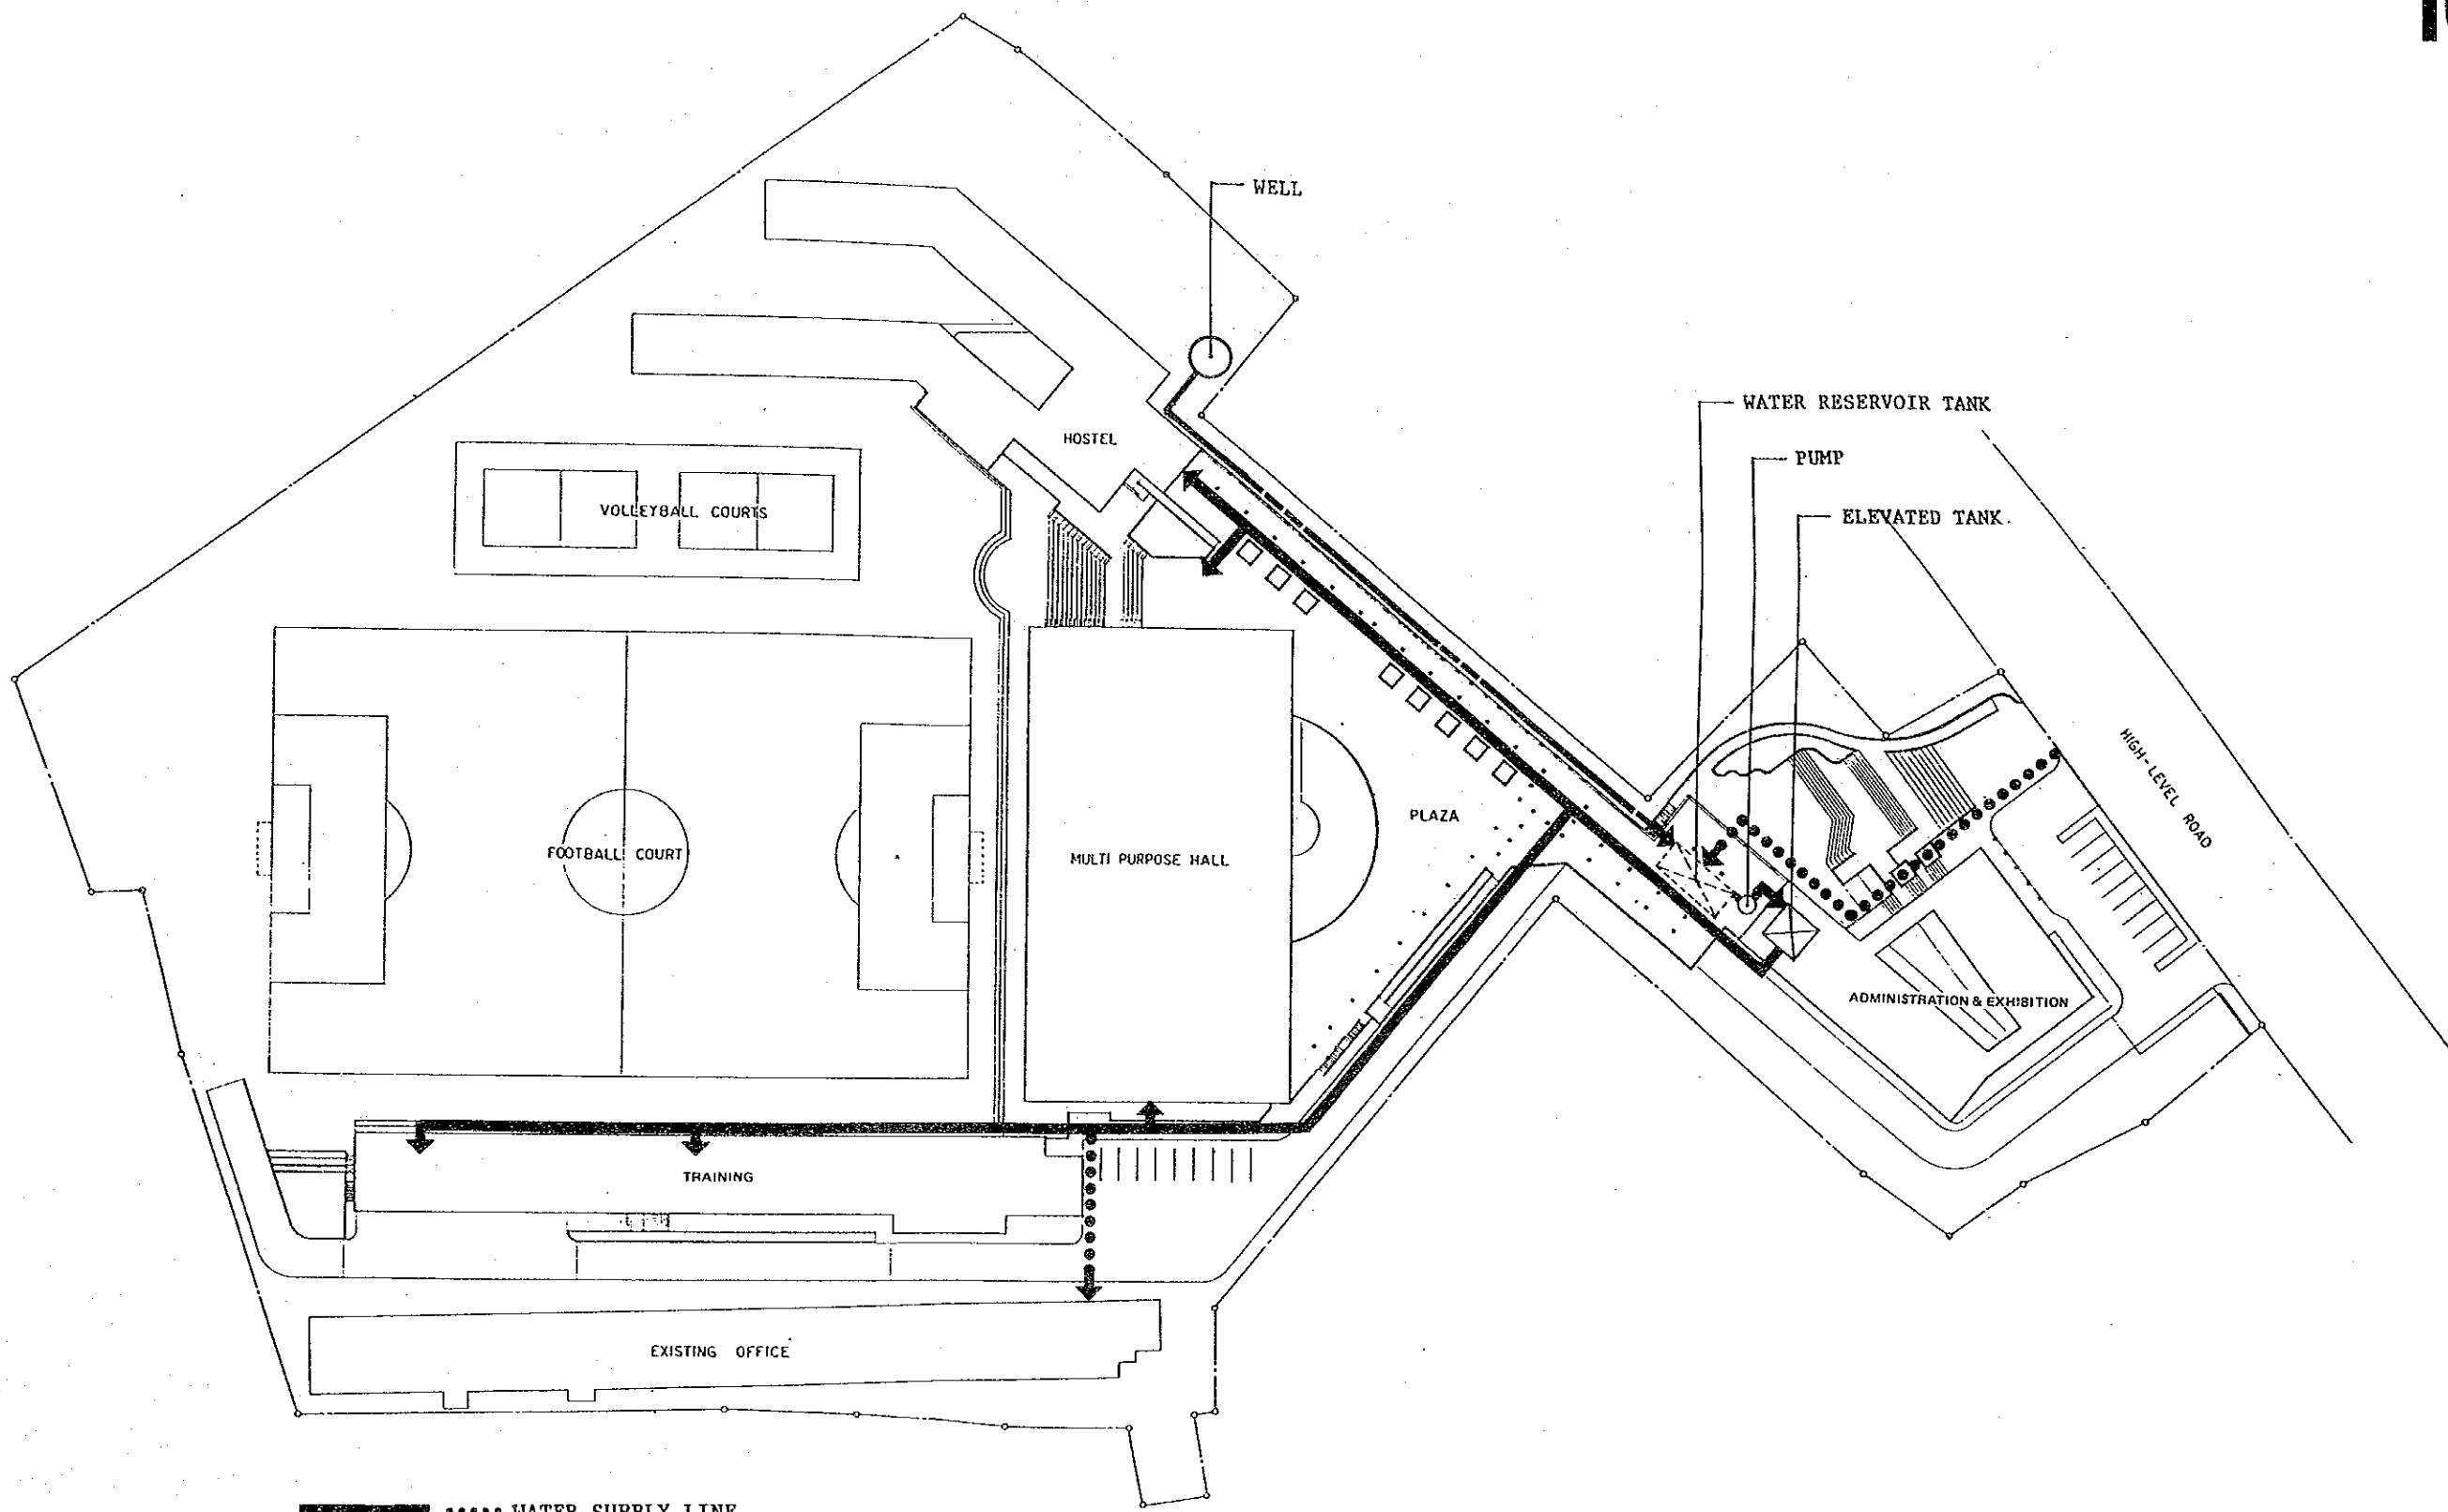 WELL
WATER RESERVOIR TANK
PUMP
ELEVATED TANK
HOSTEL
VOLLEYBALL COURTS
HIGH-LEVEL ROAD
PLAZA
FOOTBALL COURT
MULTI PURPOSE HALL
ADMINISTRATION & EXHIBITION
TRAINING
EXISTING OFFICE
WATER SUPPLY LINE